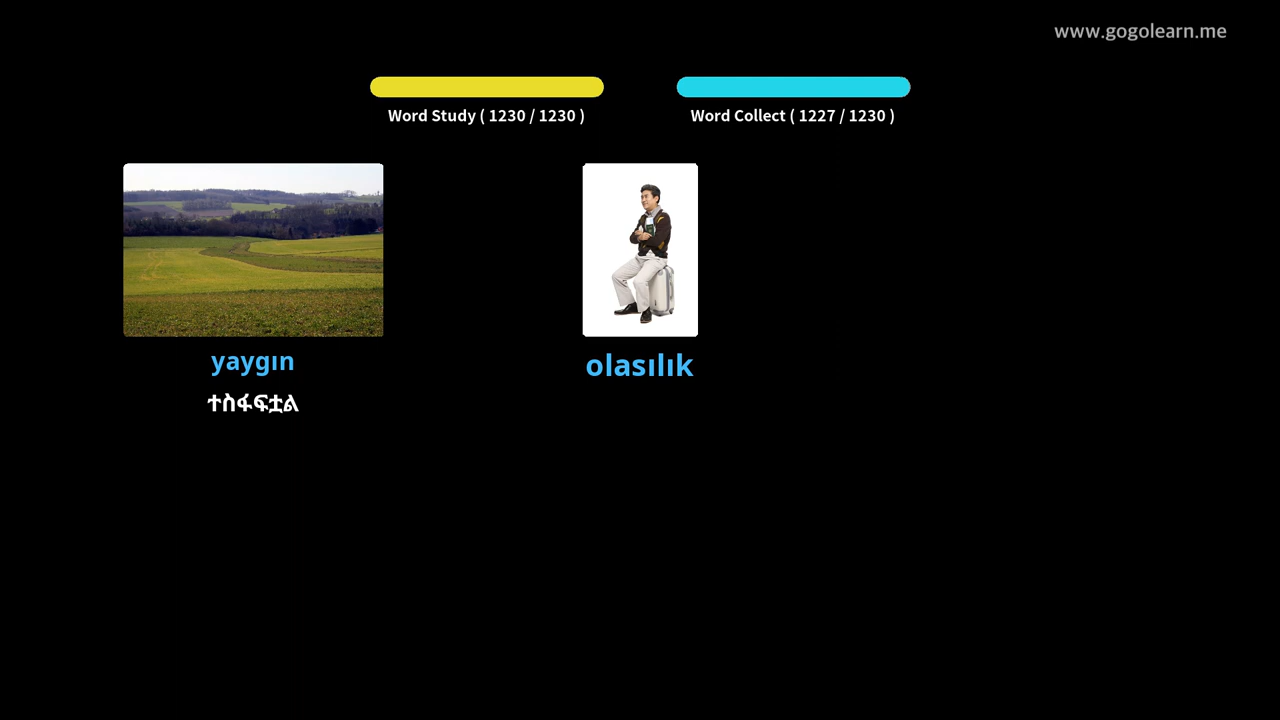 www.gogolearn.me
Word Study ( 1230 / 1230 )
Word Collect ( 1227 / 1230 )
yaygın
ተስፋፍቷል
olasılık